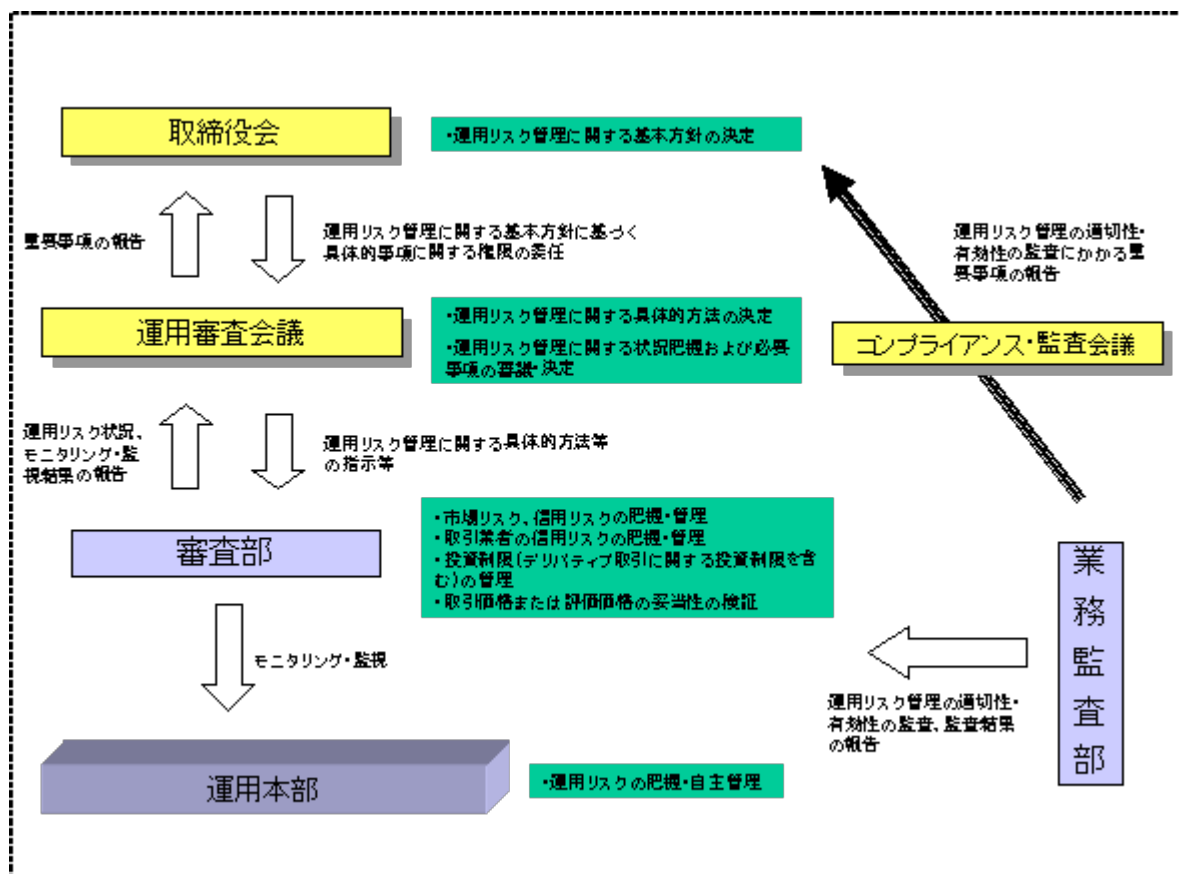 取締役会
・運用リスク管理に関する基本方針の決定
重要事項の報告
運用リスク管理に関する基本方針に基づく
具体的事項に関する権限の委任
運用リスク管理の適切性・
有効性の監査にかかる重
要事項の報告
運用審査会議
・運用リスク管理に関する具体的方法の決定
・運用リスク管理に関する状況把握および必要
事項の審議・決定
コンプライアンス・監査会議
運用リスク状況、
モニタリング・監
視結果の報告
運用リスク管理に関する具体的方法等
の指示等
審査部
・市場リスク、信用リスクの把握・管理
・取引業者の信用リスクの把握・管理
・投資制限(デリバティブ取引に関する投資制限を含
む)の管理
・取引価格または評価価格の妥当性の検証
業務監査部
モニタリング・監視
運用リスク管理の適切性・
有効性の監査、監査結果
の報告
運用本部
・運用リスクの把握・自主管理